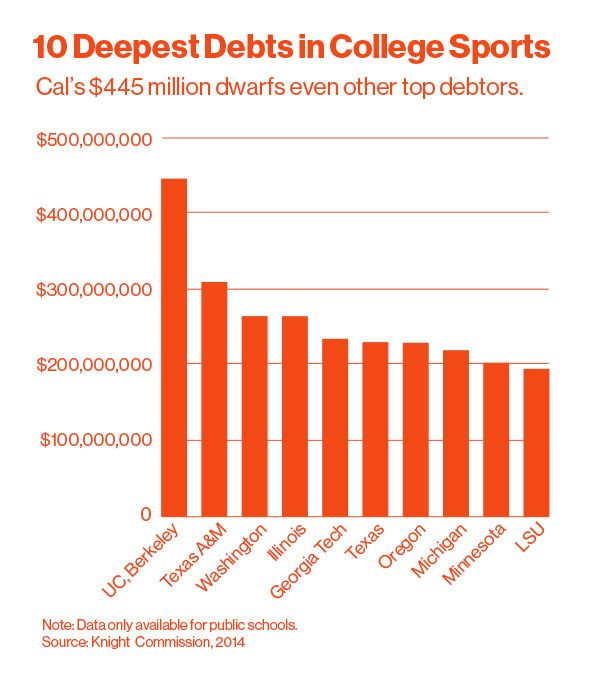 10 Deepest Debts in College Sports
Cal's $445 million dwarfs even other top debtors.
$500,000,000
$400,000,000
$300,000,000
$200,000,000
$100,000,000
0
UC, Berkeley
Texas A&M
Washington
Illinois
Georgia Tech
Texas
Oregon
Michigan
Minnesota
LSU
Note: Data only available for public schools.
Source: Knight Commission, 2014